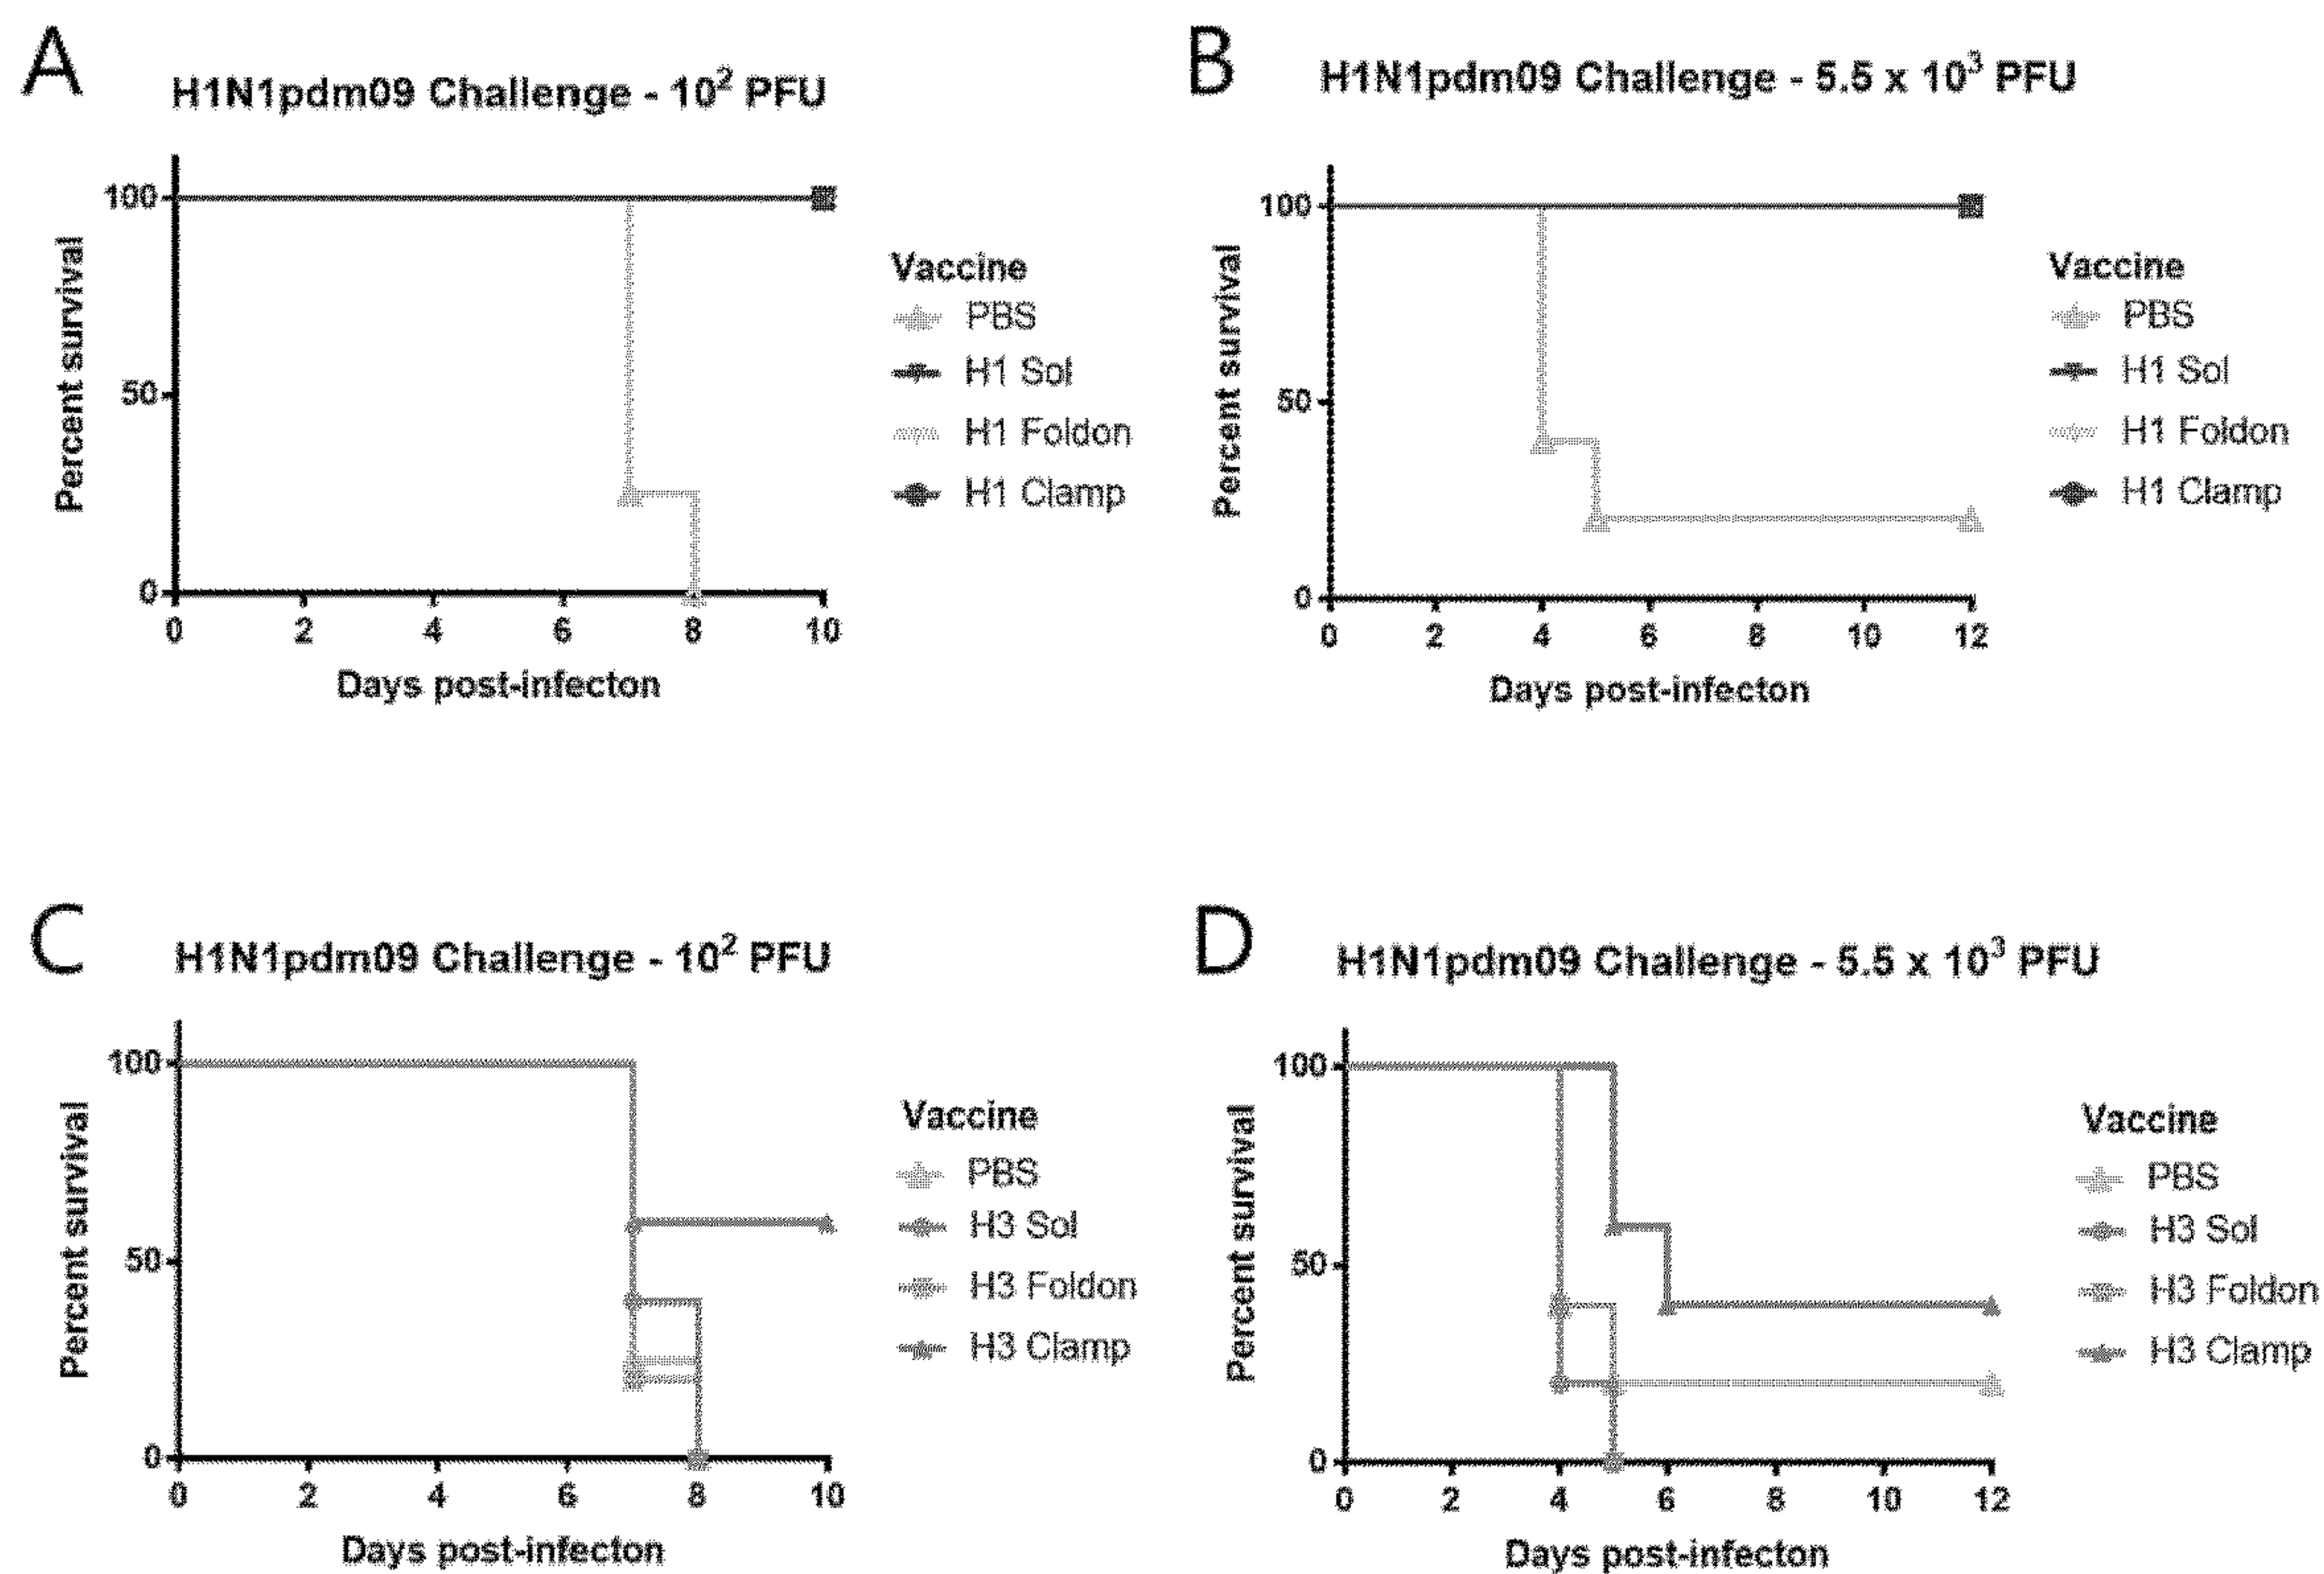 A
H1N1pdm09 Challenge - 10² PFU
Percent survival
100
50
0
0 2 4 6 8 10
Days post-infecton
Vaccine
PBS
H1 Sol
H1 Foldon
H1 Clamp
B
H1N1pdm09 Challenge - 5.5 x 10³ PFU
Percent survival
100
50
0
0 2 4 6 8 10 12
Days post-infecton
Vaccine
PBS
H1 Sol
H1 Foldon
H1 Clamp
C
H1N1pdm09 Challenge - 10² PFU
Percent survival
100
50
0
0 2 4 6 8 10
Days post-infecton
Vaccine
PBS
H3 Sol
H3 Foldon
H3 Clamp
D
H1N1pdm09 Challenge - 5.5 x 10³ PFU
Percent survival
100
50
0
0 2 4 6 8 10 12
Days post-infecton
Vaccine
PBS
H3 Sol
H3 Foldon
H3 Clamp